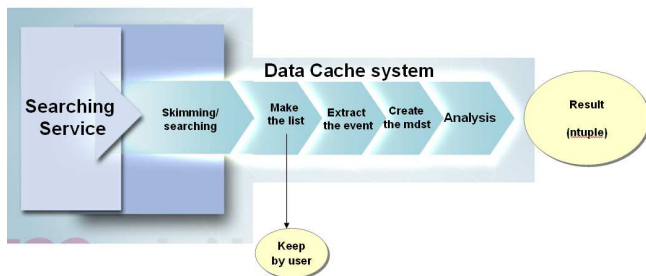 Data Cache system
Searching
Service
Skimming/
searching
Make
the list
Extract
the event
Create
the mdst
Analysis
Result
(ntuple)
Keep
by user